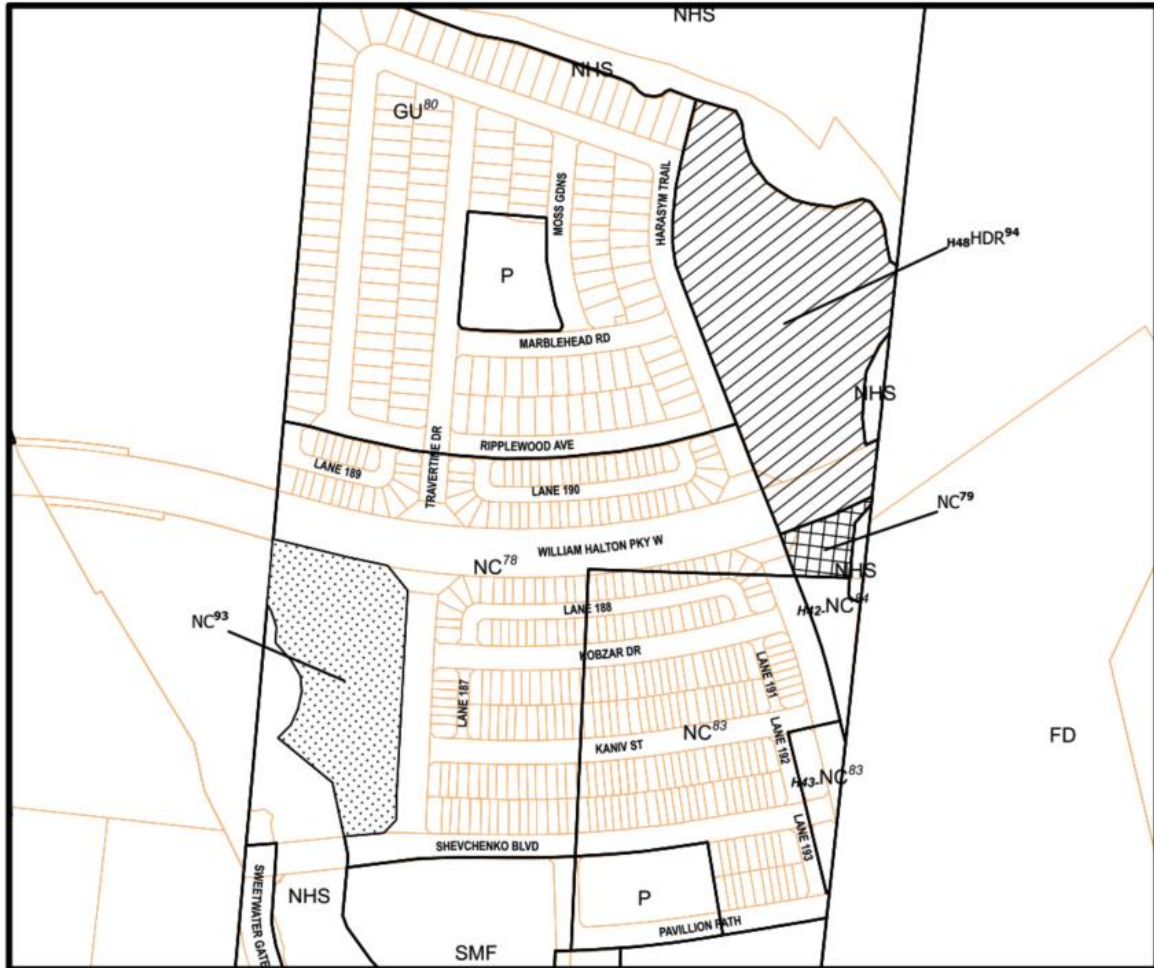 NHS
NHS
GU80
MOSS GDNS
HARASYM TRAIL
H48HDR94
P
MARBLEHEAD RD
NHS
TRAVERTINE DR
RIPPLEWOOD AVE
LANE 189
LANE 190
NC79
WILLIAM HALTON PKY W
NC78
NHS
LANE 188
H42-NC84
NC93
KOBZAR DR
LANE 191
LANE 187
NC83
LANE 192
KANIV ST
FD
H43-NC83
SHEVCHENKO BLVD
LANE 193
SWEETWATER GATE
NHS
P
PAVILLION PATH
SMF